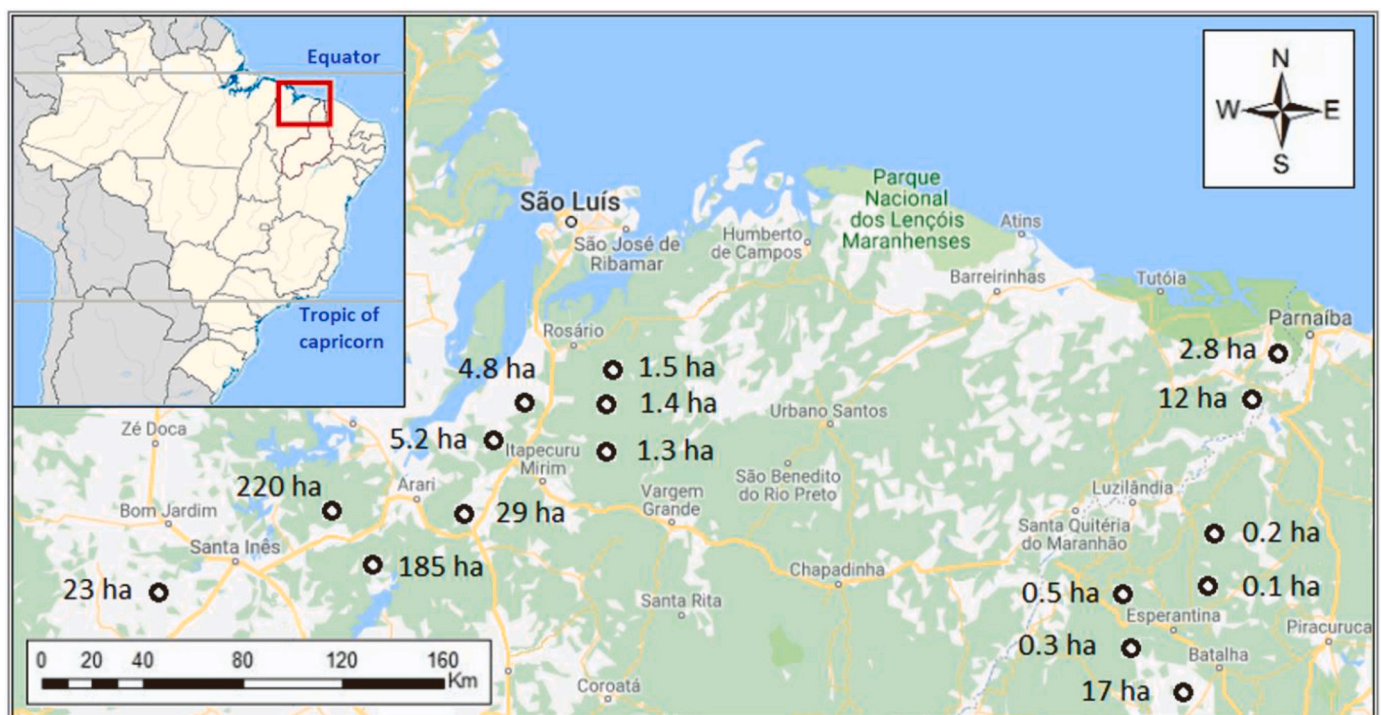 Equator
Tropic of
capricorn
N
W
E
S
São Luís
São José de
Ribamar
Humberto
de Campos
Parque
Nacional
dos Lençóis
Maranhenses
Atins
Barreirinhas
Tutóia
Parnaíba
Rosário
4.8 ha
1.5 ha
2.8 ha
1.4 ha
12 ha
Urbano Santos
Zé Doca
5.2 ha
Itapecuru
Mirim
1.3 ha
São Benedito
do Rio Preto
220 ha
Arari
Vargem
Grande
Luzilândia
Bom Jardim
29 ha
Santa Quitéria
do Maranhão
0.2 ha
Santa Inês
185 ha
Chapadinha
23 ha
0.5 ha
0.1 ha
Santa Rita
Esperantina
Piracuruca
0.3 ha
Batalha
0 20 40 80 120 160
Km
Coroatá
17 ha